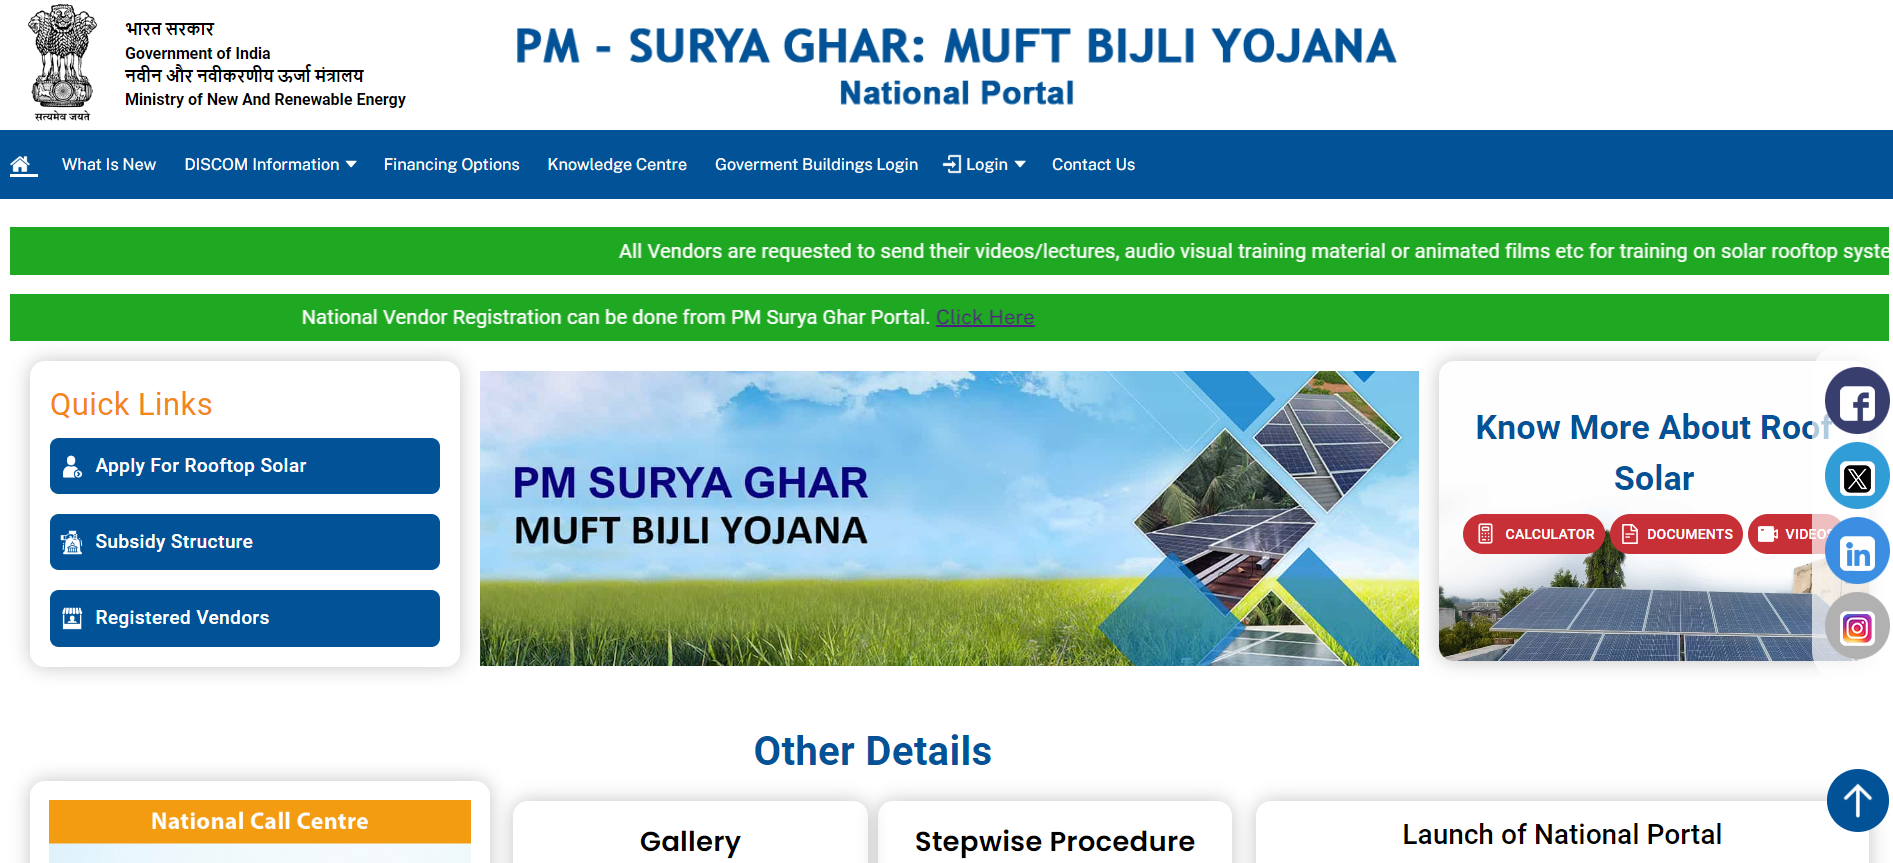 भारत सरकार
Government of India
नवीन और नवीकरणीय ऊर्जा मंत्रालय
Ministry of New And Renewable Energy
सत्यमेव जयते
PM - SURYA GHAR: MUFT BIJLI YOJANA
National Portal
What Is New DISCOM Information Financing Options Knowledge Centre Goverment Buildings Login Login Contact Us
All Vendors are requested to send their videos/lectures, audio visual training material or animated films etc for training on solar rooftop syste
National Vendor Registration can be done from PM Surya Ghar Portal. Click Here
Quick Links
Apply For Rooftop Solar
Subsidy Structure
Registered Vendors
PM SURYA GHAR
MUFT BIJLI YOJANA
Know More About Roof
Solar
CALCULATOR DOCUMENTS VIDEOS
Other Details
National Call Centre
Gallery
Stepwise Procedure
Launch of National Portal